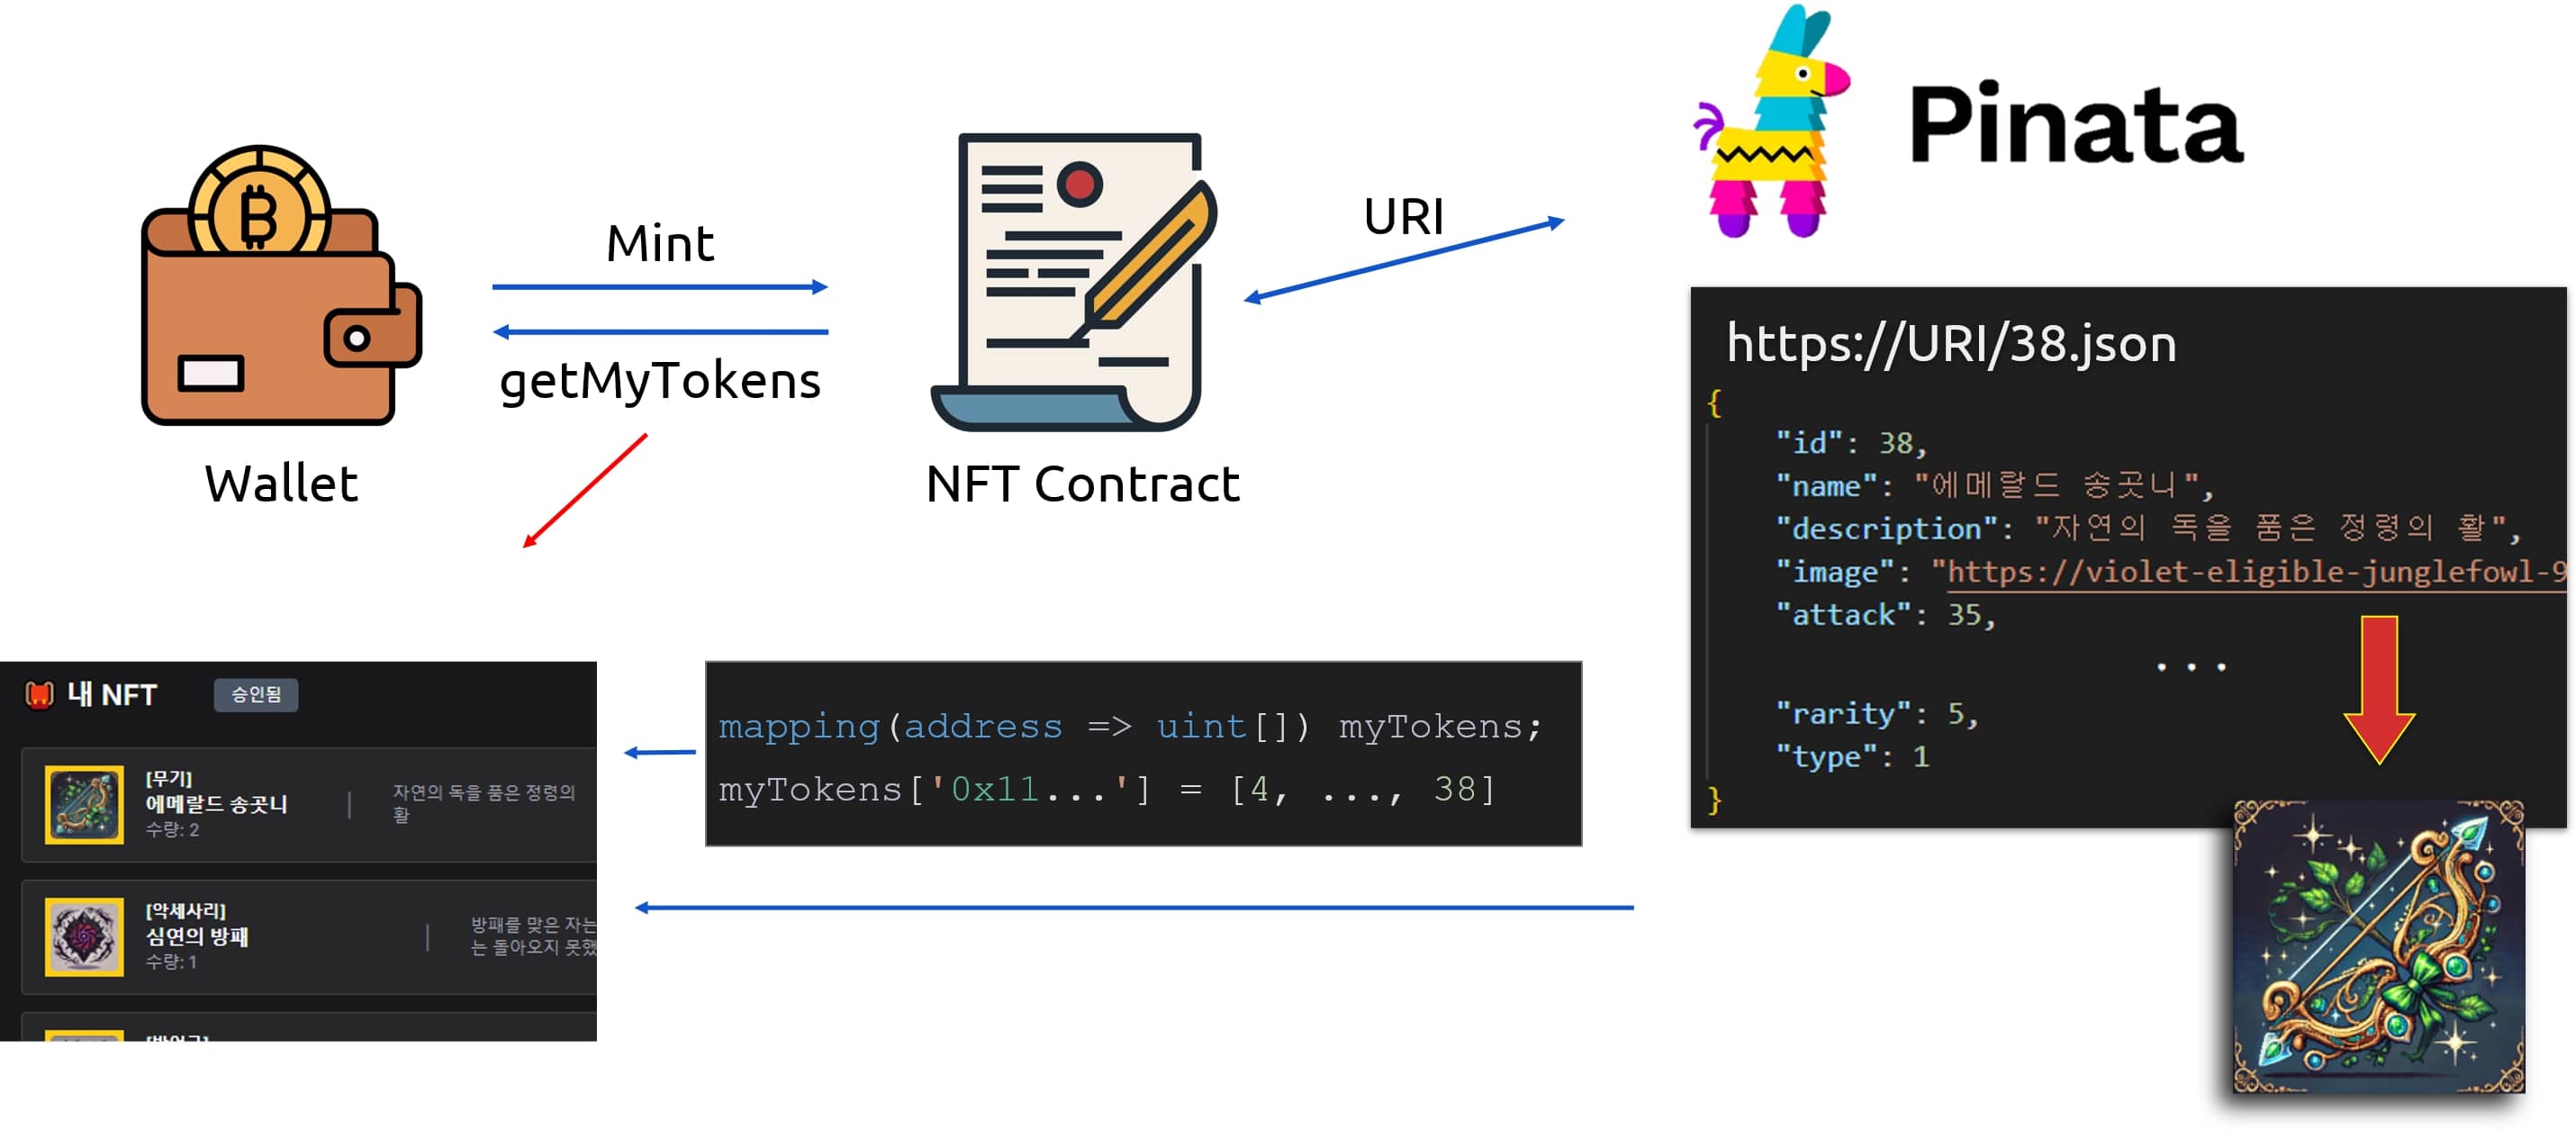 Pinata
Mint
URI
getMyTokens
Wallet
NFT Contract
https://URI/38.json
{
"id": 38,
"name": "에메랄드 송곳니",
"description": "자연의 독을 품은 정령의 활",
"image": "https://violet-eligible-junglefowl-9
"attack": 35,
...
"rarity": 5,
"type": 1
}
내 NFT
승인됨
[무기]
에메랄드 송곳니
수량: 2
|
자연의 독을 품은 정령의
활
[악세사리]
심연의 방패
수량: 1
|
방패를 맞은 자는
는 돌아오지 못했
mapping(address => uint[]) myTokens;
myTokens['0x11...'] = [4, ..., 38]